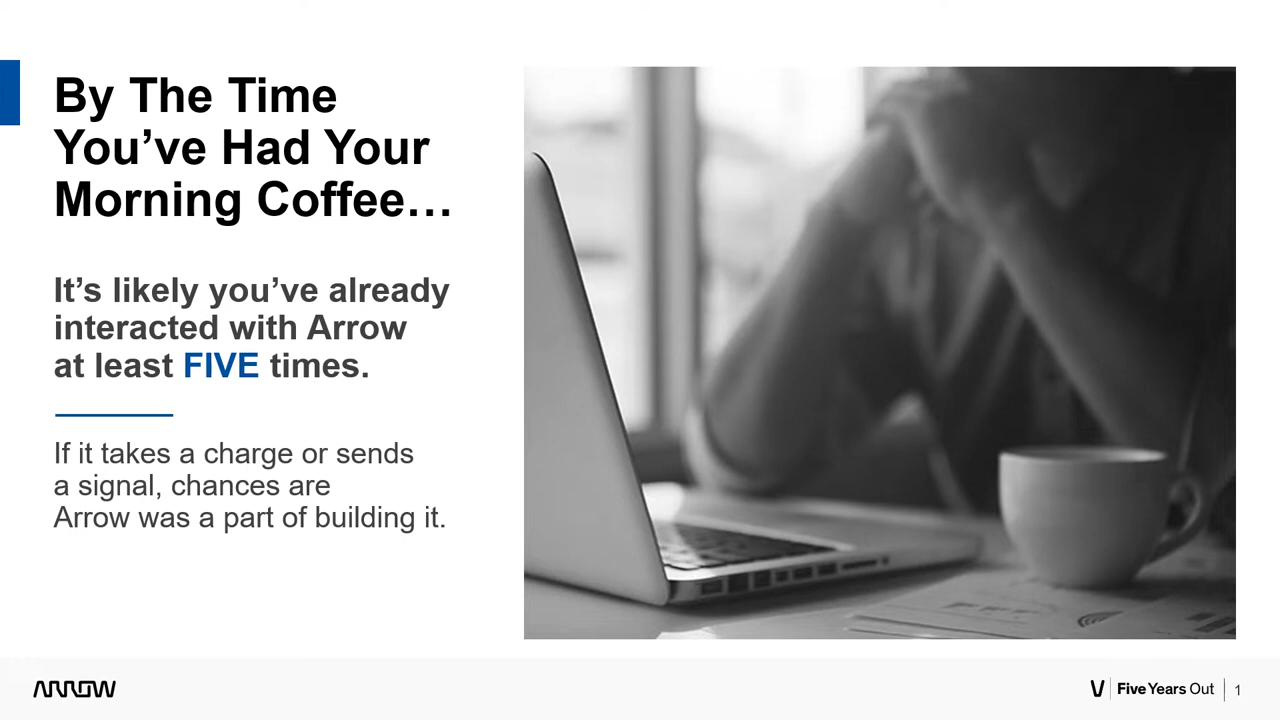 By The Time
You’ve Had Your
Morning Coffee…
It’s likely you’ve already
interacted with Arrow
at least FIVE times.
If it takes a charge or sends
a signal, chances are
Arrow was a part of building it.
ARROW
Five Years Out
1